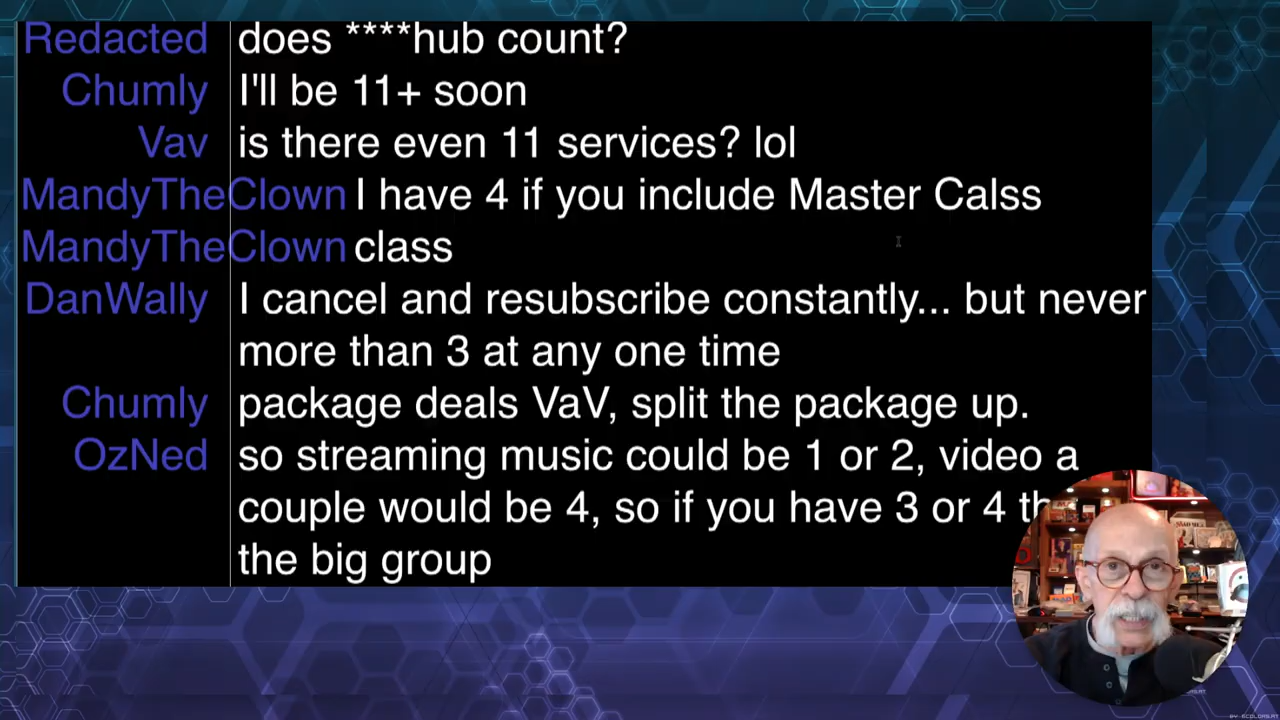 Redacted does ****hub count?
Chumly I'll be 11+ soon
Vav is there even 11 services? lol
MandyTheClown I have 4 if you include Master Calss
MandyTheClown class
DanWally I cancel and resubscribe constantly... but never
more than 3 at any one time
Chumly package deals VaV, split the package up.
OzNed so streaming music could be 1 or 2, video a
couple would be 4, so if you have 3 or 4
the big group